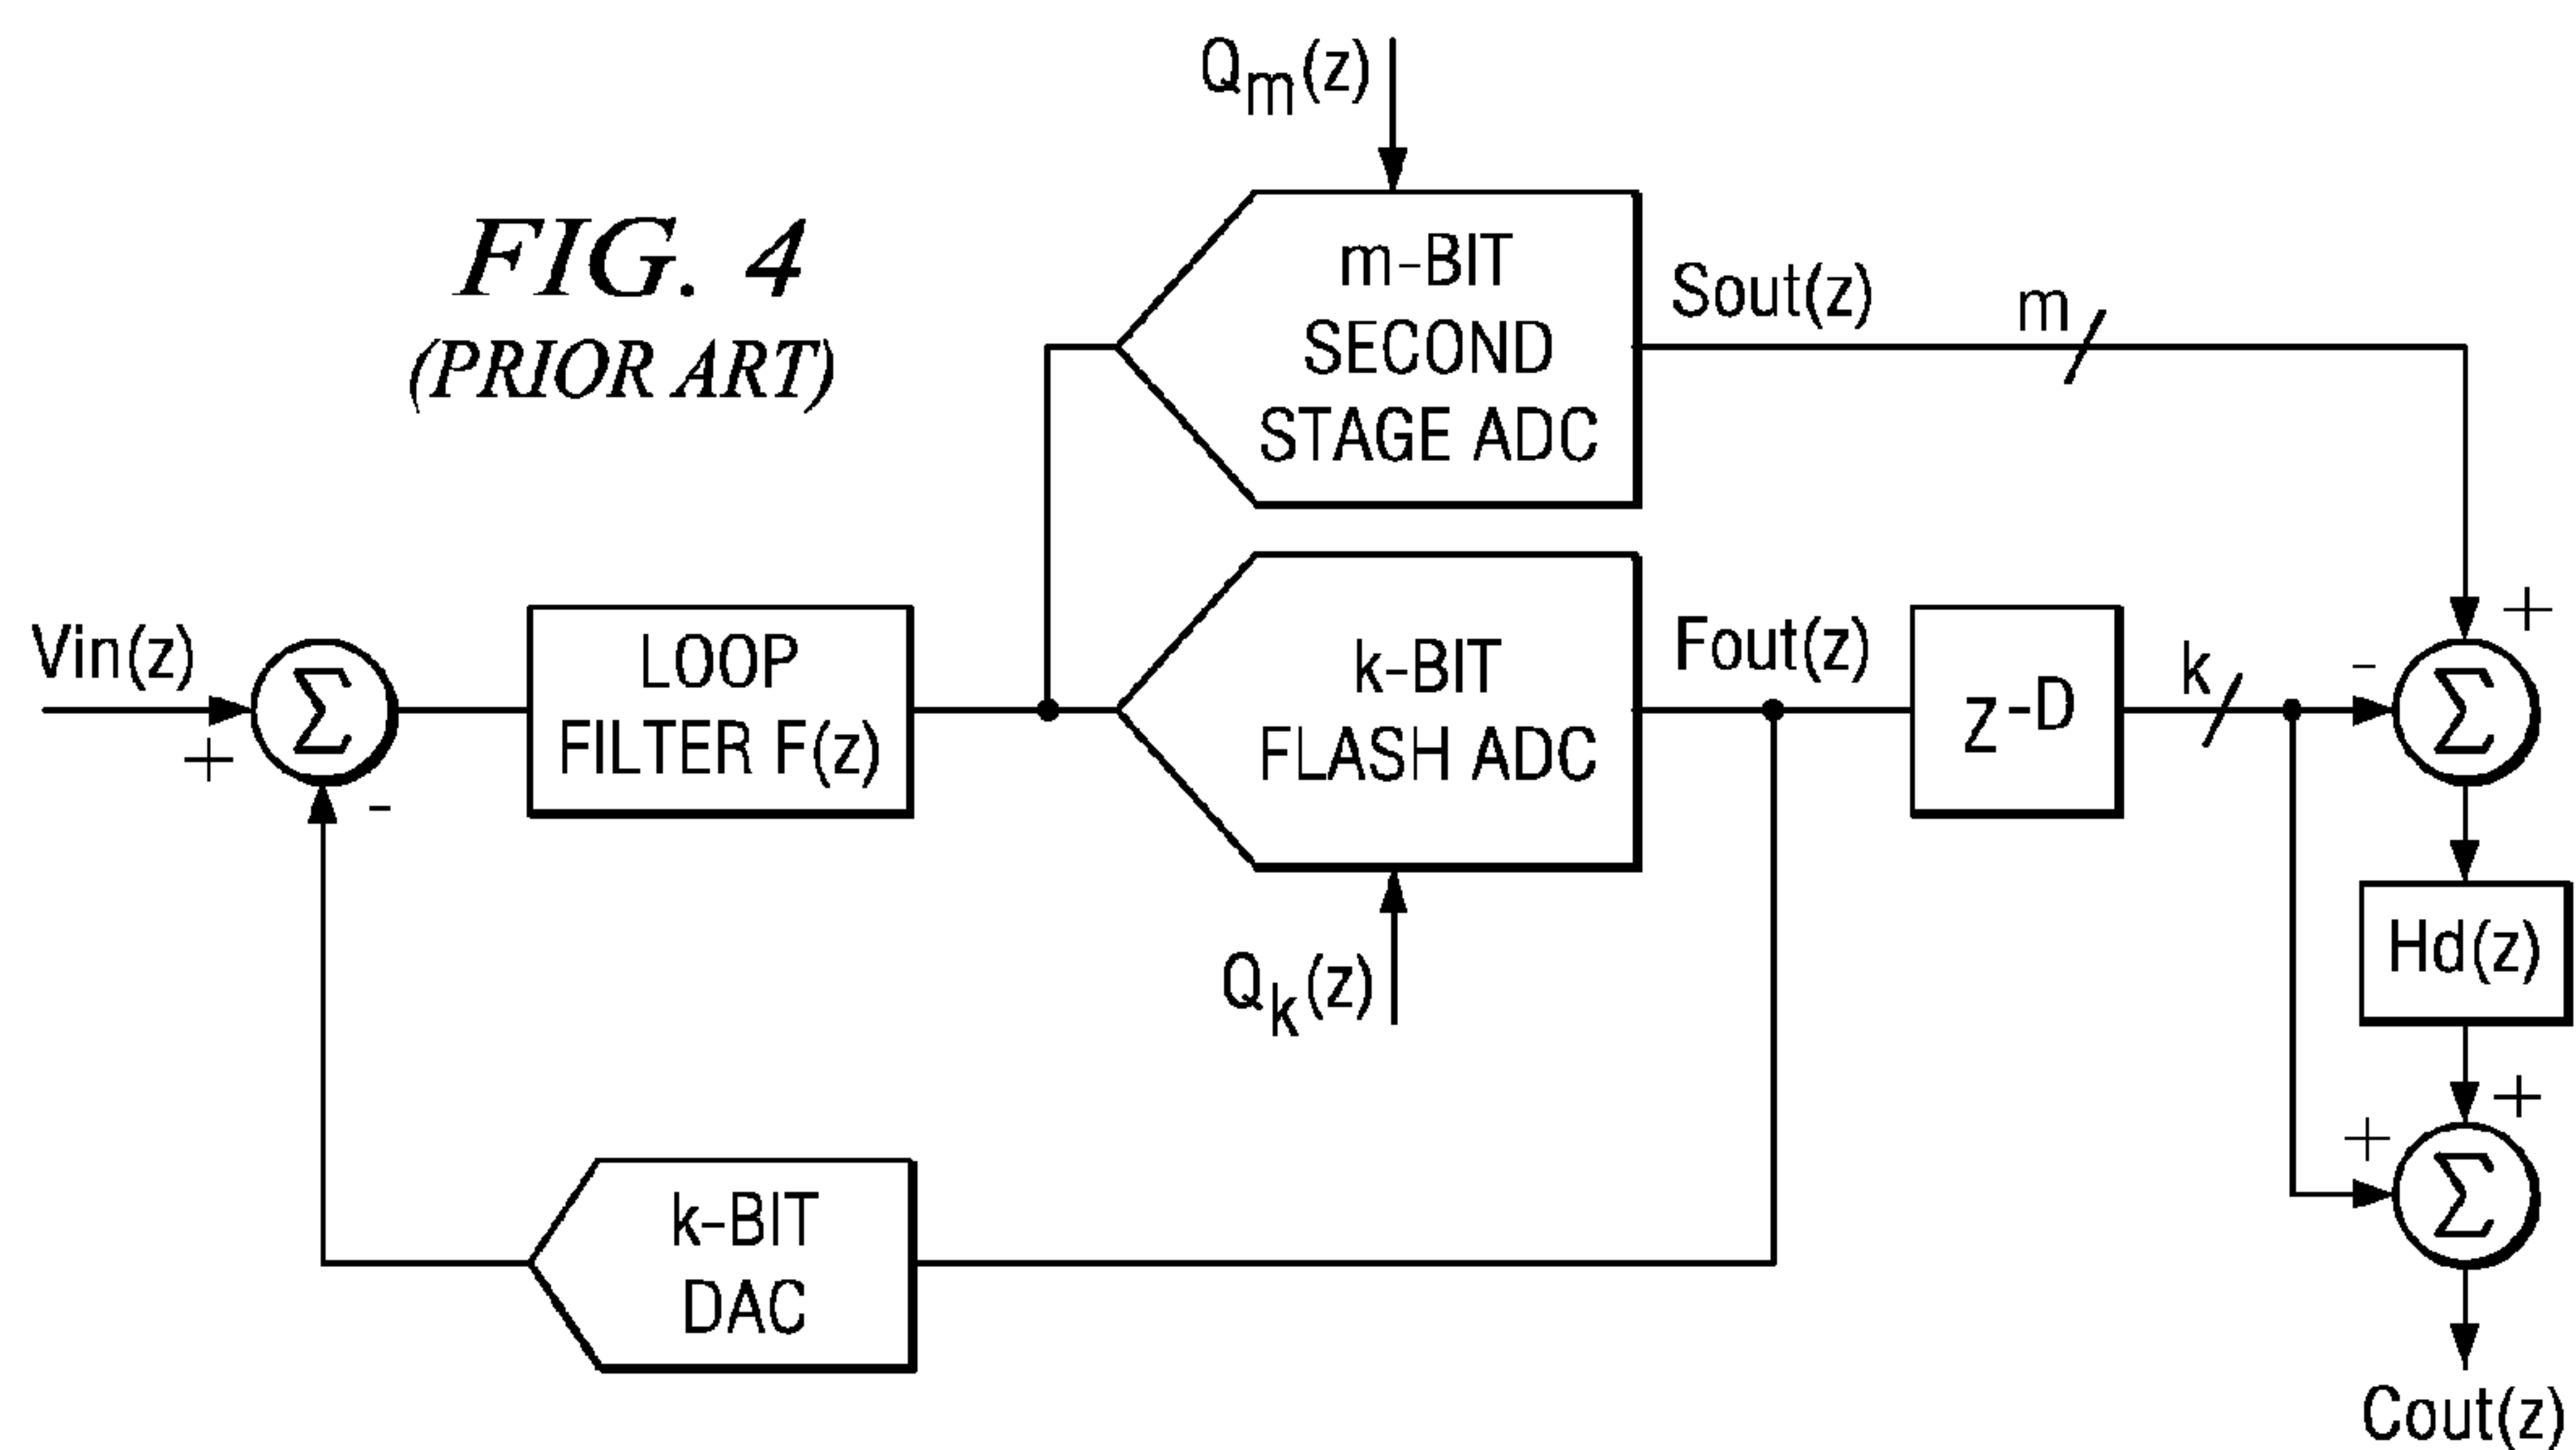 FIG. 4
(PRIOR ART)
Qm(z)
m-BIT
SECOND
STAGE ADC
Sout(z)
m
Vin(z)
+
-
Σ
LOOP
FILTER F(z)
k-BIT
FLASH ADC
Qk(z)
Fout(z)
z-D
k
-
+
Σ
Hd(z)
+
+
Σ
k-BIT
DAC
Cout(z)